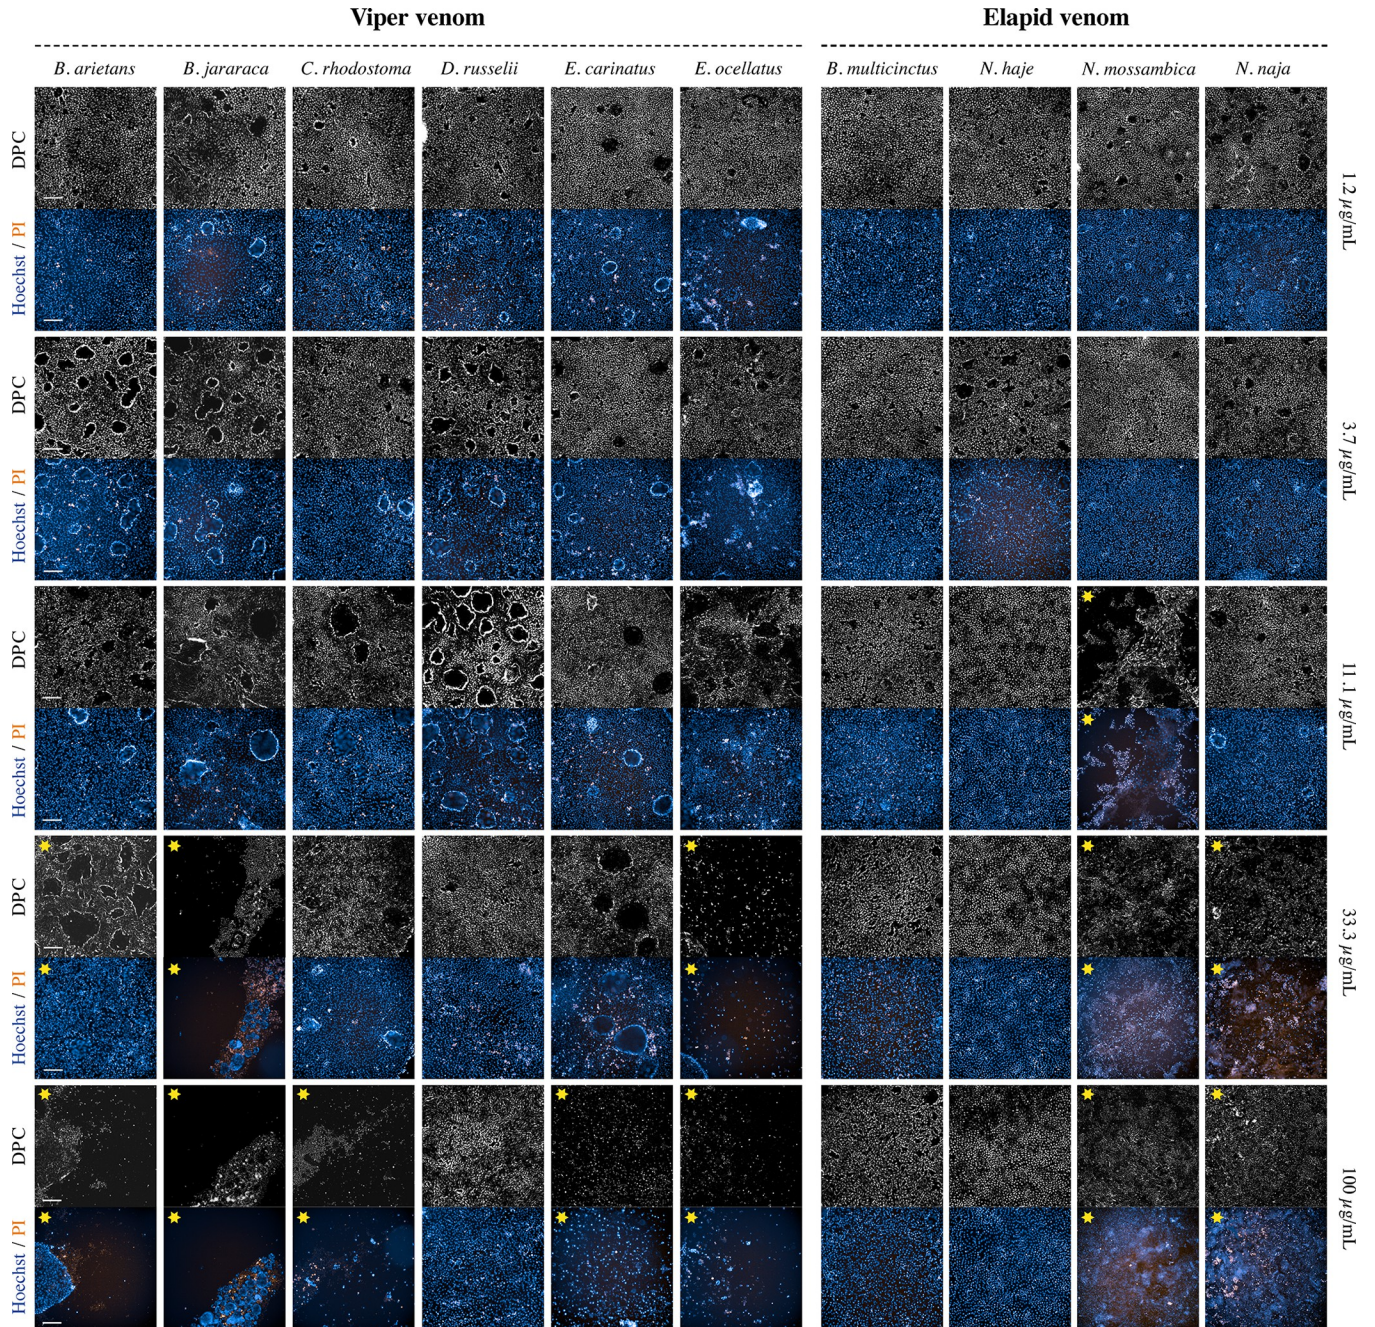 Viper venom
Elapid venom
B. arietans B. jararaca C. rhodostoma D. russelii E. carinatus E. ocellatus B. multicinctus N. haje N. mossambica N. naja
DPC
Hoechst / PI
1.2 µg/mL
DPC
Hoechst / PI
3.7 µg/mL
DPC
Hoechst / PI
11.1 µg/mL
DPC
Hoechst / PI
33.3 µg/mL
DPC
Hoechst / PI
100 µg/mL